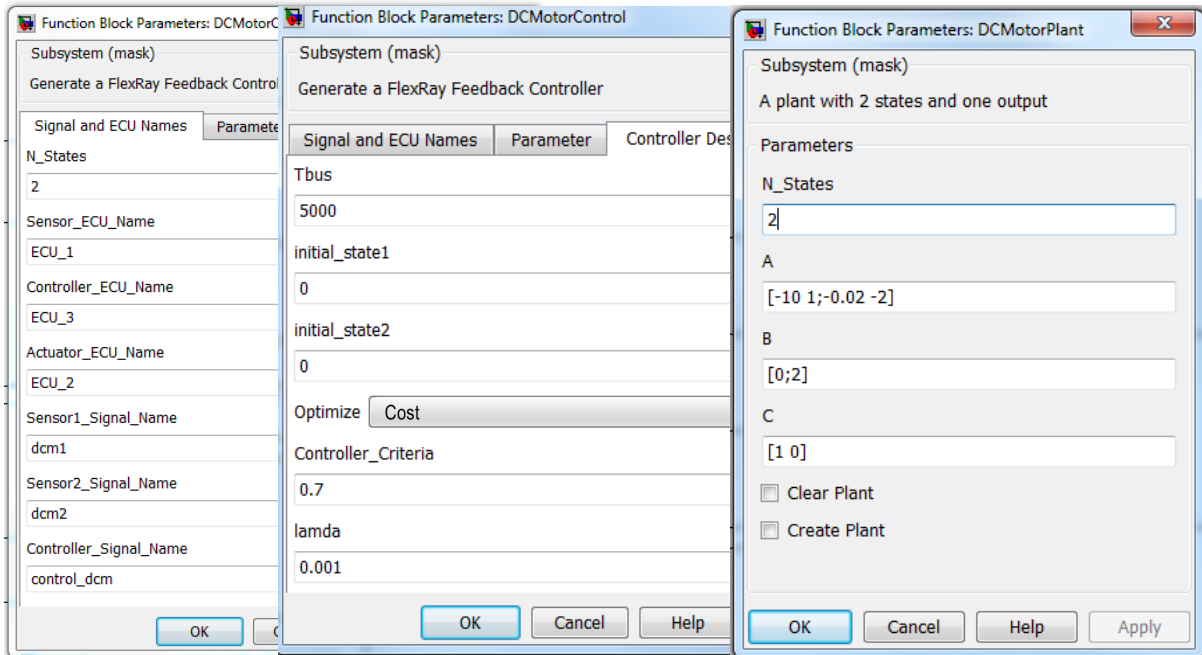 Function Block Parameters: DCMotorC
Subsystem (mask)
Generate a FlexRay Feedback Contro
Signal and ECU Names
Paramete
N_States
2
Sensor_ECU_Name
ECU_1
Controller_ECU_Name
ECU_3
Actuator_ECU_Name
ECU_2
Sensor1_Signal_Name
dcm1
Sensor2_Signal_Name
dcm2
Controller_Signal_Name
control_dcm
OK
Function Block Parameters: DCMotorControl
Subsystem (mask)
Generate a FlexRay Feedback Controller
Signal and ECU Names
Parameter
Controller Des
Tbus
5000
initial_state1
0
initial_state2
0
Optimize
Cost
Controller_Criteria
0.7
lamda
0.001
OK
Cancel
Help
Function Block Parameters: DCMotorPlant
Subsystem (mask)
A plant with 2 states and one output
Parameters
N_States
2
A
[-10 1;-0.02 -2]
B
[0;2]
C
[1 0]
Clear Plant
Create Plant
OK
Cancel
Help
Apply